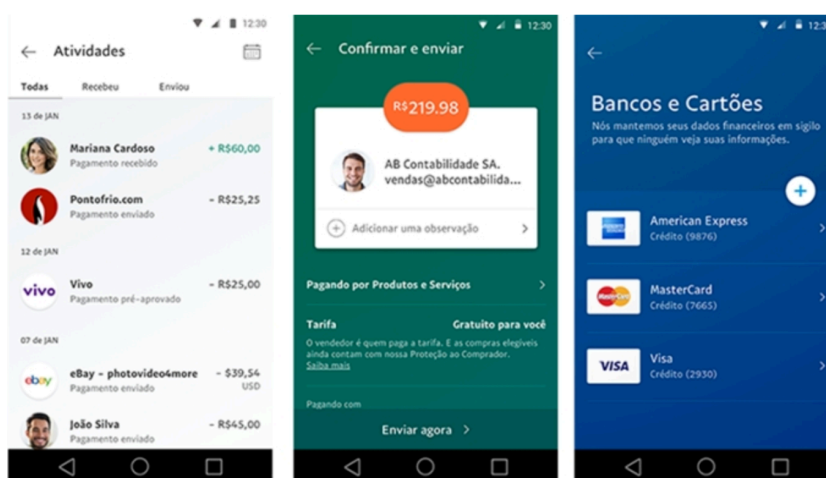 12:30
Atividades
Todas Recebeu Enviou
13 de JAN
Mariana Cardoso + R$60,00
Pagamento recebido
Pontofrio.com - R$25,25
Pagamento enviado
12 de JAN
vivo
Vivo - R$25,00
Pagamento pré-aprovado
07 de JAN
ebay
eBay - photovideo4more - $39,54
Pagamento enviado USD
João Silva - R$45,00
Pagamento enviado
12:30
Confirmar e enviar
R$219.98
AB Contabilidade SA.
vendas@abcontabilida...
Adicionar uma observação
Pagando por Produtos e Serviços
Tarifa Gratuito para você
O vendedor é quem paga a tarifa. E as compras elegíveis
ainda contam com nossa Proteção ao Comprador.
Saiba mais
Pagando com
Enviar agora
12:3
Bancos e Cartões
Nós mantemos seus dados financeiros em sigilo
para que ninguém veja suas informações.
American Express
Crédito (9876)
MasterCard
MasterCard
Crédito (7665)
VISA
Visa
Crédito (2930)